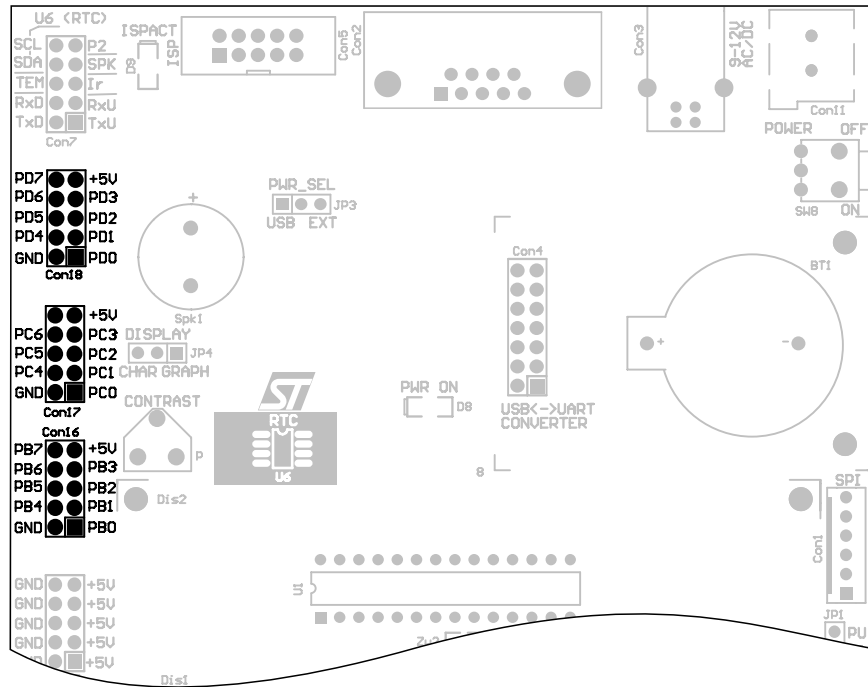 U6 (RTC)
SCL P2
SDA SPK
TEM Ir
RxD RxU
TxD TxU
Con7
ISPACT
D9
ISP
Con5
Con2
Con3
9-12V
AC/DC
Con11
POWER OFF
SW8 ON
PD7 +5V
PD6 PD3
PD5 PD2
PD4 PD1
GND PD0
Con18
+
Spk1
PWR_SEL
JP3
USB EXT
Con4
USB<->UART
CONVERTER
BT1
+ -
+5V
PC6 PC3
PC5 PC2
PC4 PC1
GND PC0
Con17
DISPLAY
JP4
CHAR GRAPH
CONTRAST
P
ST
RTC
U6
PWR ON
D8
8
Con16
PB7 +5V
PB6 PB3
PB5 PB2
PB4 PB1
GND PB0
Dis2
SPI
Con1
JP1
PU
U1
GND +5V
GND +5V
GND +5V
GND +5V
+5V
Dis1